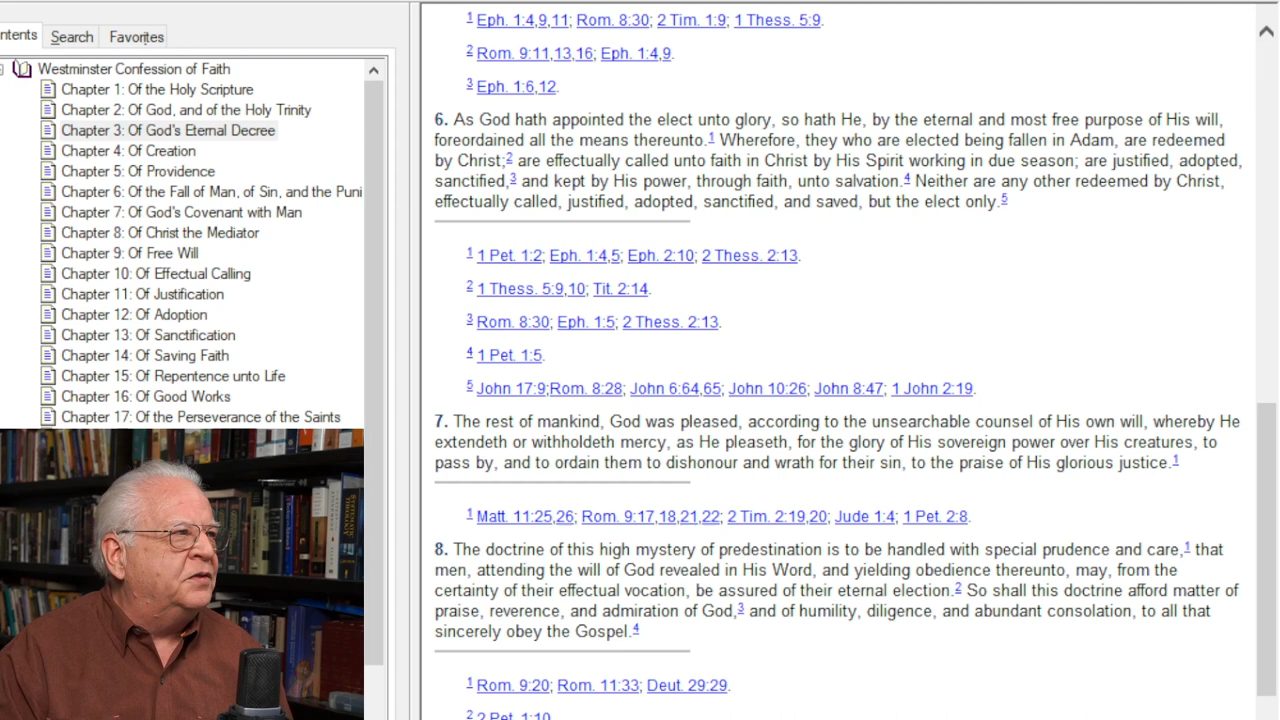 ntents Search Favorites
Westminster Confession of Faith
Chapter 1: Of the Holy Scripture
Chapter 2: Of God, and of the Holy Trinity
Chapter 3: Of God's Eternal Decree
Chapter 4: Of Creation
Chapter 5: Of Providence
Chapter 6: Of the Fall of Man, of Sin, and the Puni
Chapter 7: Of God's Covenant with Man
Chapter 8: Of Christ the Mediator
Chapter 9: Of Free Will
Chapter 10: Of Effectual Calling
Chapter 11: Of Justification
Chapter 12: Of Adoption
Chapter 13: Of Sanctification
Chapter 14: Of Saving Faith
Chapter 15: Of Repentence unto Life
Chapter 16: Of Good Works
Chapter 17: Of the Perseverance of the Saints
1 Eph. 1:4,9,11; Rom. 8:30; 2 Tim. 1:9; 1 Thess. 5:9.
2 Rom. 9:11,13,16; Eph. 1:4,9.
3 Eph. 1:6,12.
6. As God hath appointed the elect unto glory, so hath He, by the eternal and most free purpose of His will,
foreordained all the means thereunto.1 Wherefore, they who are elected being fallen in Adam, are redeemed
by Christ;2 are effectually called unto faith in Christ by His Spirit working in due season; are justified, adopted,
sanctified,3 and kept by His power, through faith, unto salvation.4 Neither are any other redeemed by Christ,
effectually called, justified, adopted, sanctified, and saved, but the elect only.5
1 1 Pet. 1:2; Eph. 1:4,5; Eph. 2:10; 2 Thess. 2:13.
2 1 Thess. 5:9,10; Tit. 2:14.
3 Rom. 8:30; Eph. 1:5; 2 Thess. 2:13.
4 1 Pet. 1:5.
5 John 17:9;Rom. 8:28; John 6:64,65; John 10:26; John 8:47; 1 John 2:19.
7. The rest of mankind, God was pleased, according to the unsearchable counsel of His own will, whereby He
extendeth or withholdeth mercy, as He pleaseth, for the glory of His sovereign power over His creatures, to
pass by, and to ordain them to dishonour and wrath for their sin, to the praise of His glorious justice.1
1 Matt. 11:25,26; Rom. 9:17,18,21,22; 2 Tim. 2:19,20; Jude 1:4; 1 Pet. 2:8.
8. The doctrine of this high mystery of predestination is to be handled with special prudence and care,1 that
men, attending the will of God revealed in His Word, and yielding obedience thereunto, may, from the
certainty of their effectual vocation, be assured of their eternal election.2 So shall this doctrine afford matter of
praise, reverence, and admiration of God,3 and of humility, diligence, and abundant consolation, to all that
sincerely obey the Gospel.4
1 Rom. 9:20; Rom. 11:33; Deut. 29:29.
2 2 Pet. 1:10.